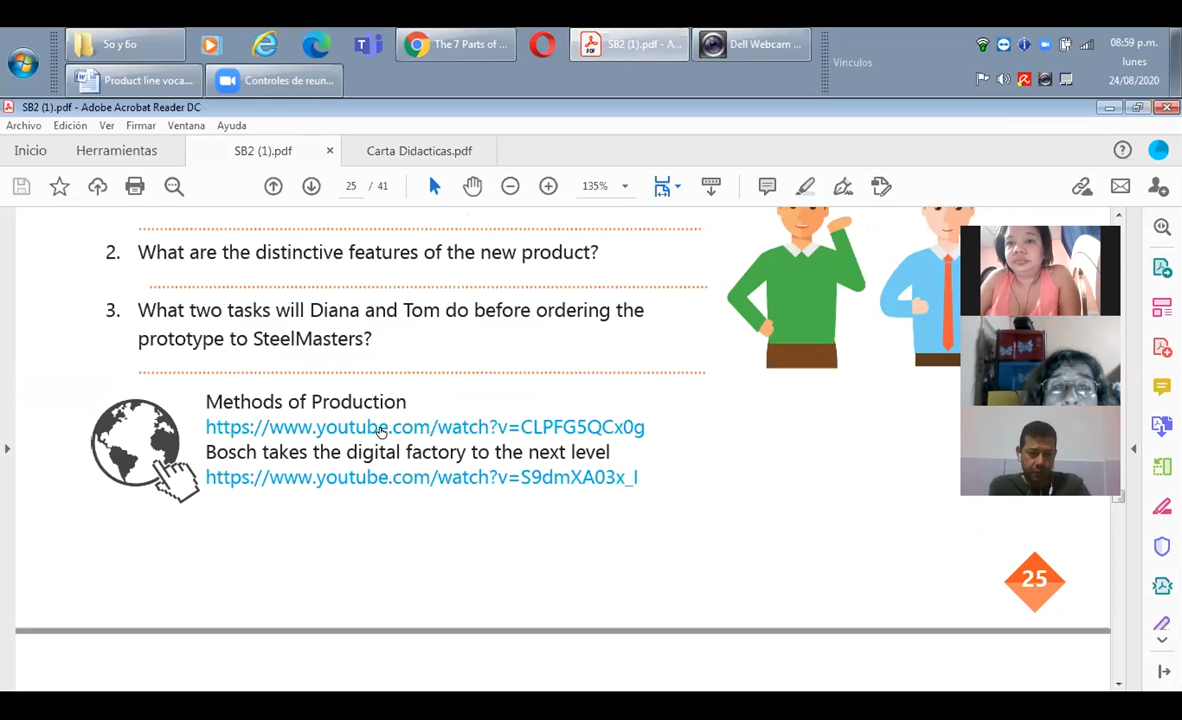 5o y 6o
The 7 Parts of ...
SB2 (1).pdf - A...
Dell Webcam ...
Vinculos
08:59 p.m.
lunes
24/08/2020
Product line voca...
Controles de reun...
SB2 (1).pdf - Adobe Acrobat Reader DC
Archivo Edición Ver Firmar Ventana Ayuda
Inicio Herramientas SB2 (1).pdf × Carta Didacticas.pdf
25 / 41 135%
2. What are the distinctive features of the new product?
3. What two tasks will Diana and Tom do before ordering the
prototype to SteelMasters?
Methods of Production
https://www.youtube.com/watch?v=CLPFG5QCx0g
Bosch takes the digital factory to the next level
https://www.youtube.com/watch?v=S9dmXA03x_I
25